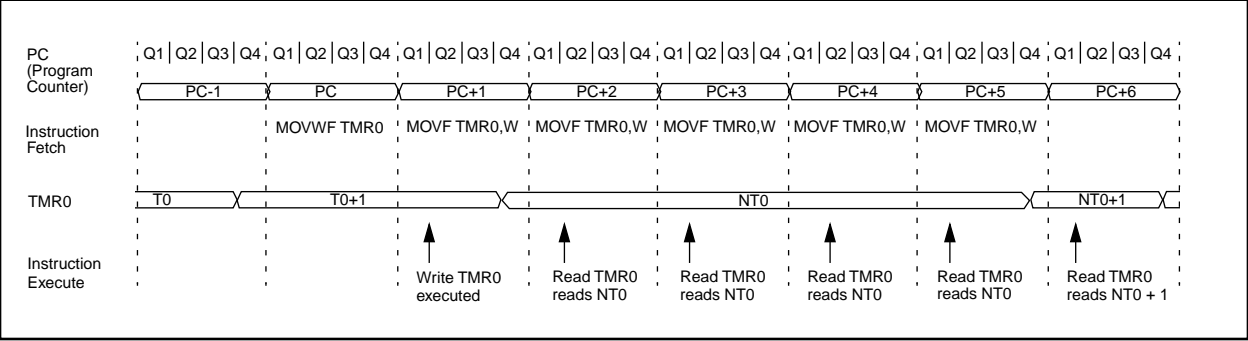 PC
(Program
Counter)
Q1 Q2 Q3 Q4 Q1 Q2 Q3 Q4 Q1 Q2 Q3 Q4 Q1 Q2 Q3 Q4 Q1 Q2 Q3 Q4 Q1 Q2 Q3 Q4 Q1 Q2 Q3 Q4 Q1 Q2 Q3 Q4
PC-1 PC PC+1 PC+2 PC+3 PC+4 PC+5 PC+6
Instruction
Fetch
MOVWF TMR0 MOVF TMR0,W MOVF TMR0,W MOVF TMR0,W MOVF TMR0,W MOVF TMR0,W
TMR0
T0 T0+1 NT0 NT0+1
Instruction
Execute
Write TMR0
executed
Read TMR0
reads NT0
Read TMR0
reads NT0
Read TMR0
reads NT0
Read TMR0
reads NT0
Read TMR0
reads NT0 + 1